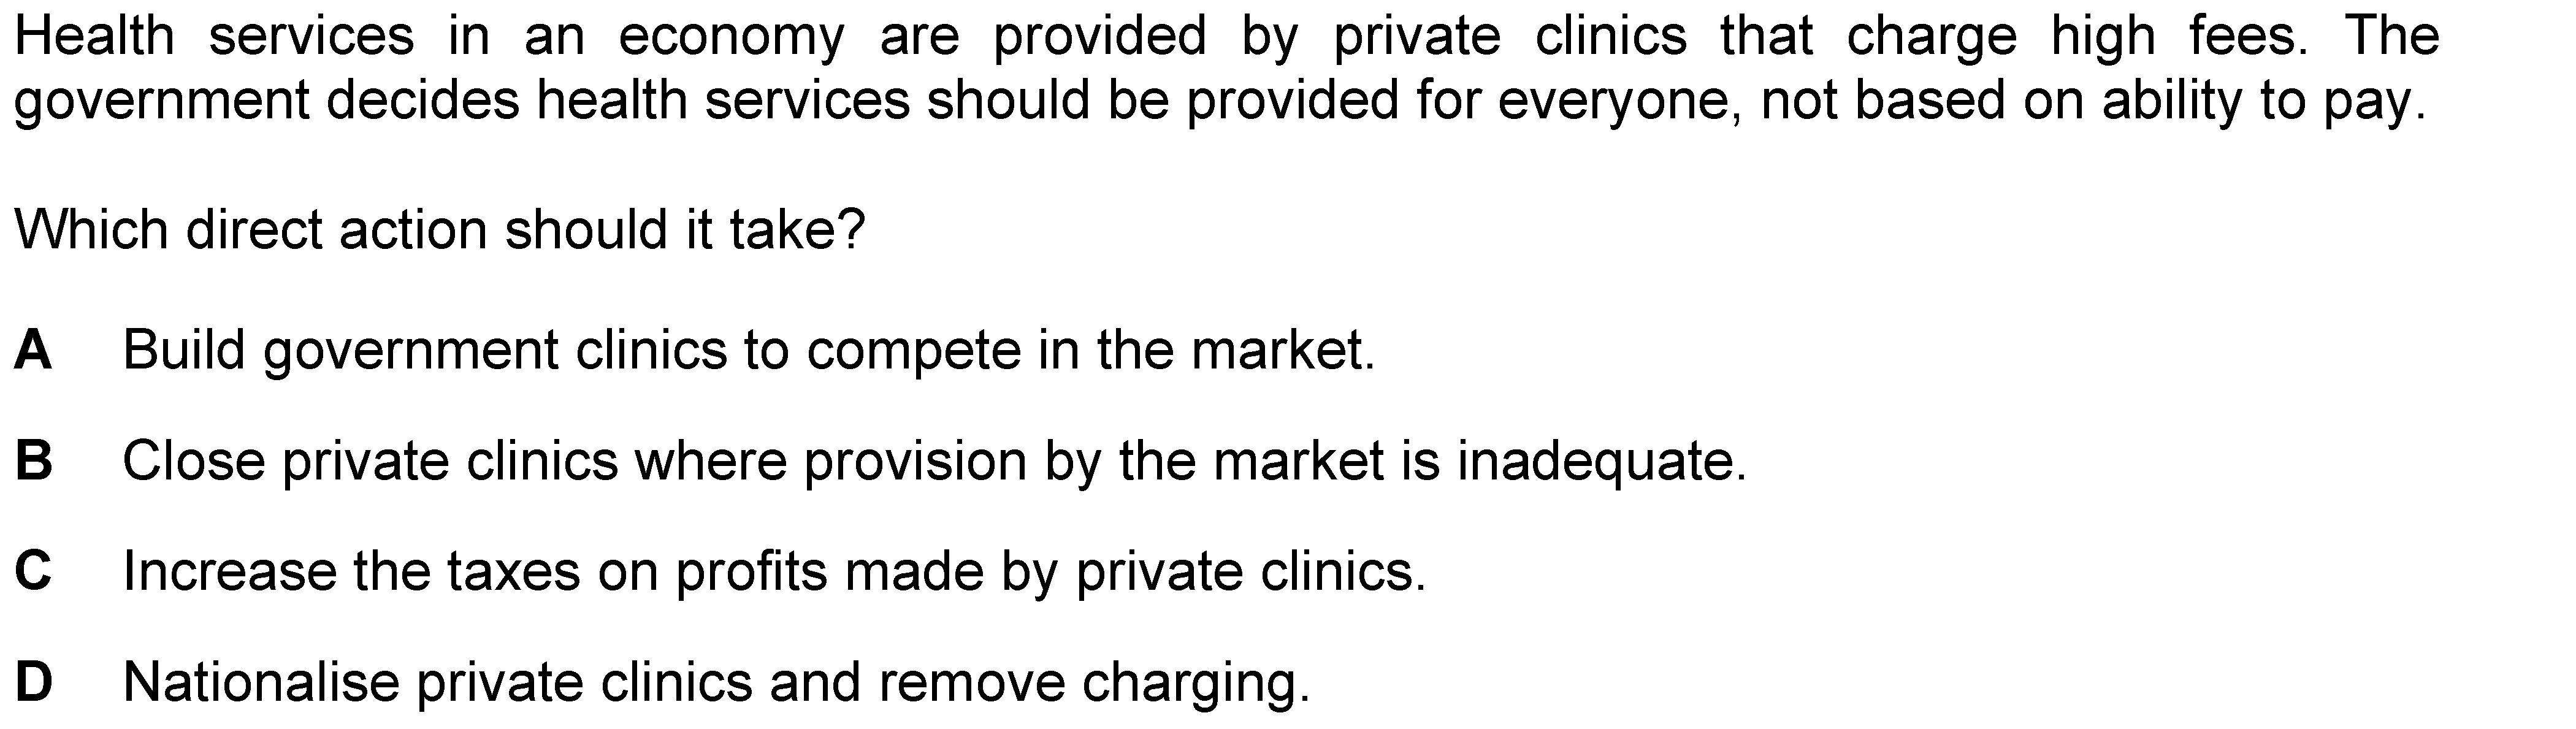 Health services in an economy are provided by private clinics that charge high fees. The
government decides health services should be provided for everyone, not based on ability to pay.
Which direct action should it take?
A Build government clinics to compete in the market.
B Close private clinics where provision by the market is inadequate.
C Increase the taxes on profits made by private clinics.
D Nationalise private clinics and remove charging.